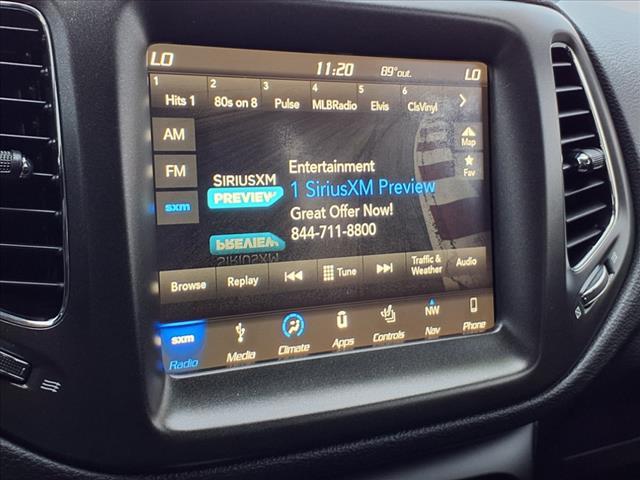 LO 11:20 89°out. LO
1 2 3 4 5 6
Hits 1 80s on 8 Pulse MLBRadio Elvis ClsVinyl
AM
Map
FM
Fav
sxm
SIRIUSXM
PREVIEW
Entertainment
1 SiriusXM Preview
Great Offer Now!
844-711-8800
Browse Replay Tune Traffic & Weather Audio
sxm NW
Radio Media Climate Apps Controls Nav Phone